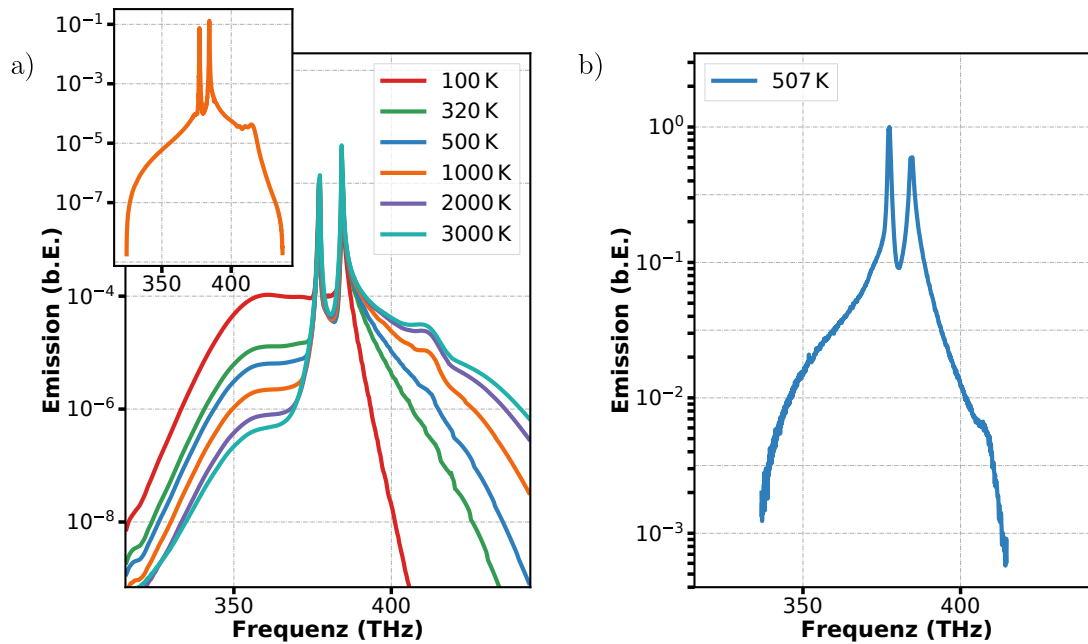 a)
10⁻¹
10⁻³
10⁻⁵
10⁻⁷
350
400
100 K
320 K
500 K
1000 K
2000 K
3000 K
Emission (b.E.)
10⁻⁴
10⁻⁶
10⁻⁸
350
400
Frequenz (THz)
b)
507 K
Emission (b.E.)
10⁰
10⁻¹
10⁻²
10⁻³
350
400
Frequenz (THz)